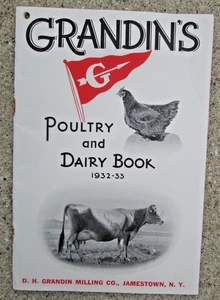 GRANDIN'S
G
POULTRY
and
DAIRY BOOK
1932-33
D. H. GRANDIN MILLING CO., JAMESTOWN, N. Y.